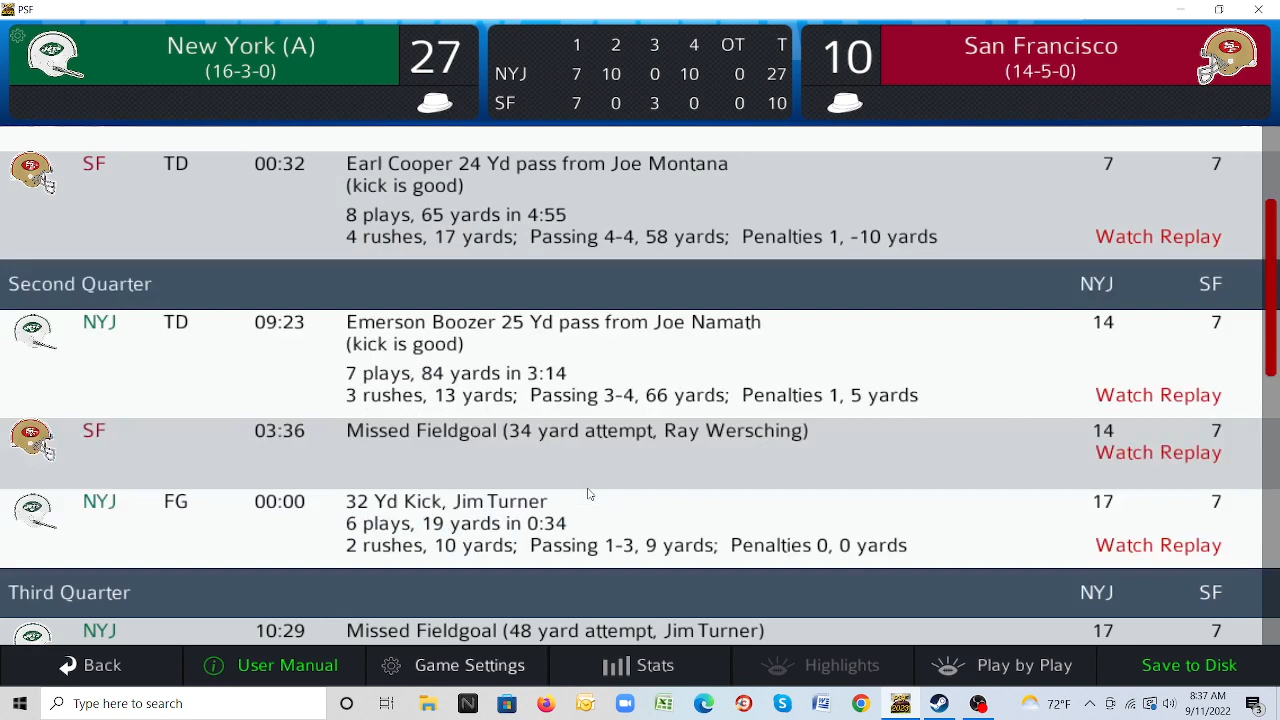 PSF
New York (A)
(16-3-0)
27
1 2 3 4 OT T
NYJ 7 10 0 10 0 27
SF 7 0 3 0 0 10
10
San Francisco
(14-5-0)
SF TD 00:32 Earl Cooper 24 Yd pass from Joe Montana 7 7
(kick is good)
8 plays, 65 yards in 4:55
4 rushes, 17 yards; Passing 4-4, 58 yards; Penalties 1, -10 yards Watch Replay
Second Quarter NYJ SF
NYJ TD 09:23 Emerson Boozer 25 Yd pass from Joe Namath 14 7
(kick is good)
7 plays, 84 yards in 3:14
3 rushes, 13 yards; Passing 3-4, 66 yards; Penalties 1, 5 yards Watch Replay
SF 03:36 Missed Fieldgoal (34 yard attempt, Ray Wersching) 14 7
Watch Replay
NYJ FG 00:00 32 Yd Kick, Jim Turner 17 7
6 plays, 19 yards in 0:34
2 rushes, 10 yards; Passing 1-3, 9 yards; Penalties 0, 0 yards Watch Replay
Third Quarter NYJ SF
NYJ 10:29 Missed Fieldgoal (48 yard attempt, Jim Turner) 17 7
Back User Manual Game Settings Stats Highlights Play by Play Save to Disk
Type here to search 72°F 8:37 AM
9/11/2022